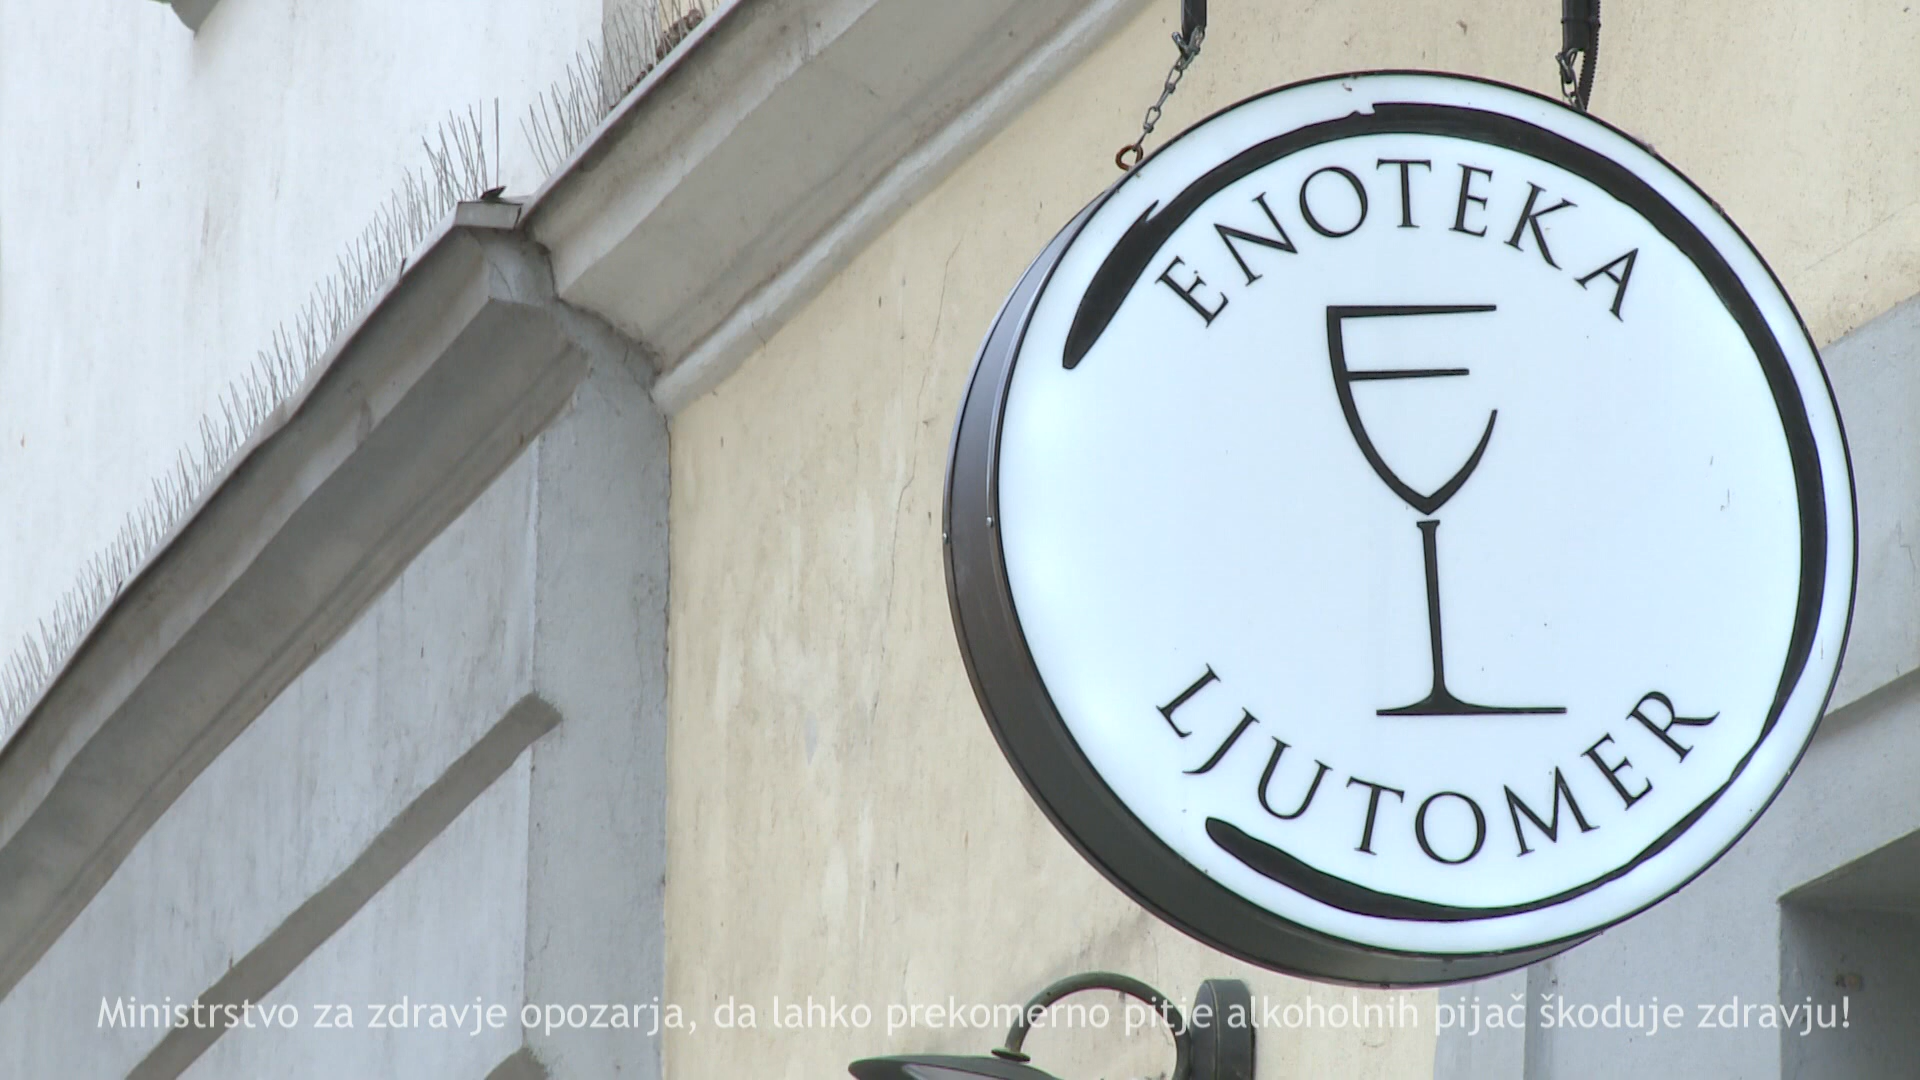 ENOTEKA
LJUTOMER
Ministrstvo za zdravje opozarja, da lahko prekomerno pitje alkoholnih pijač škoduje zdravju!